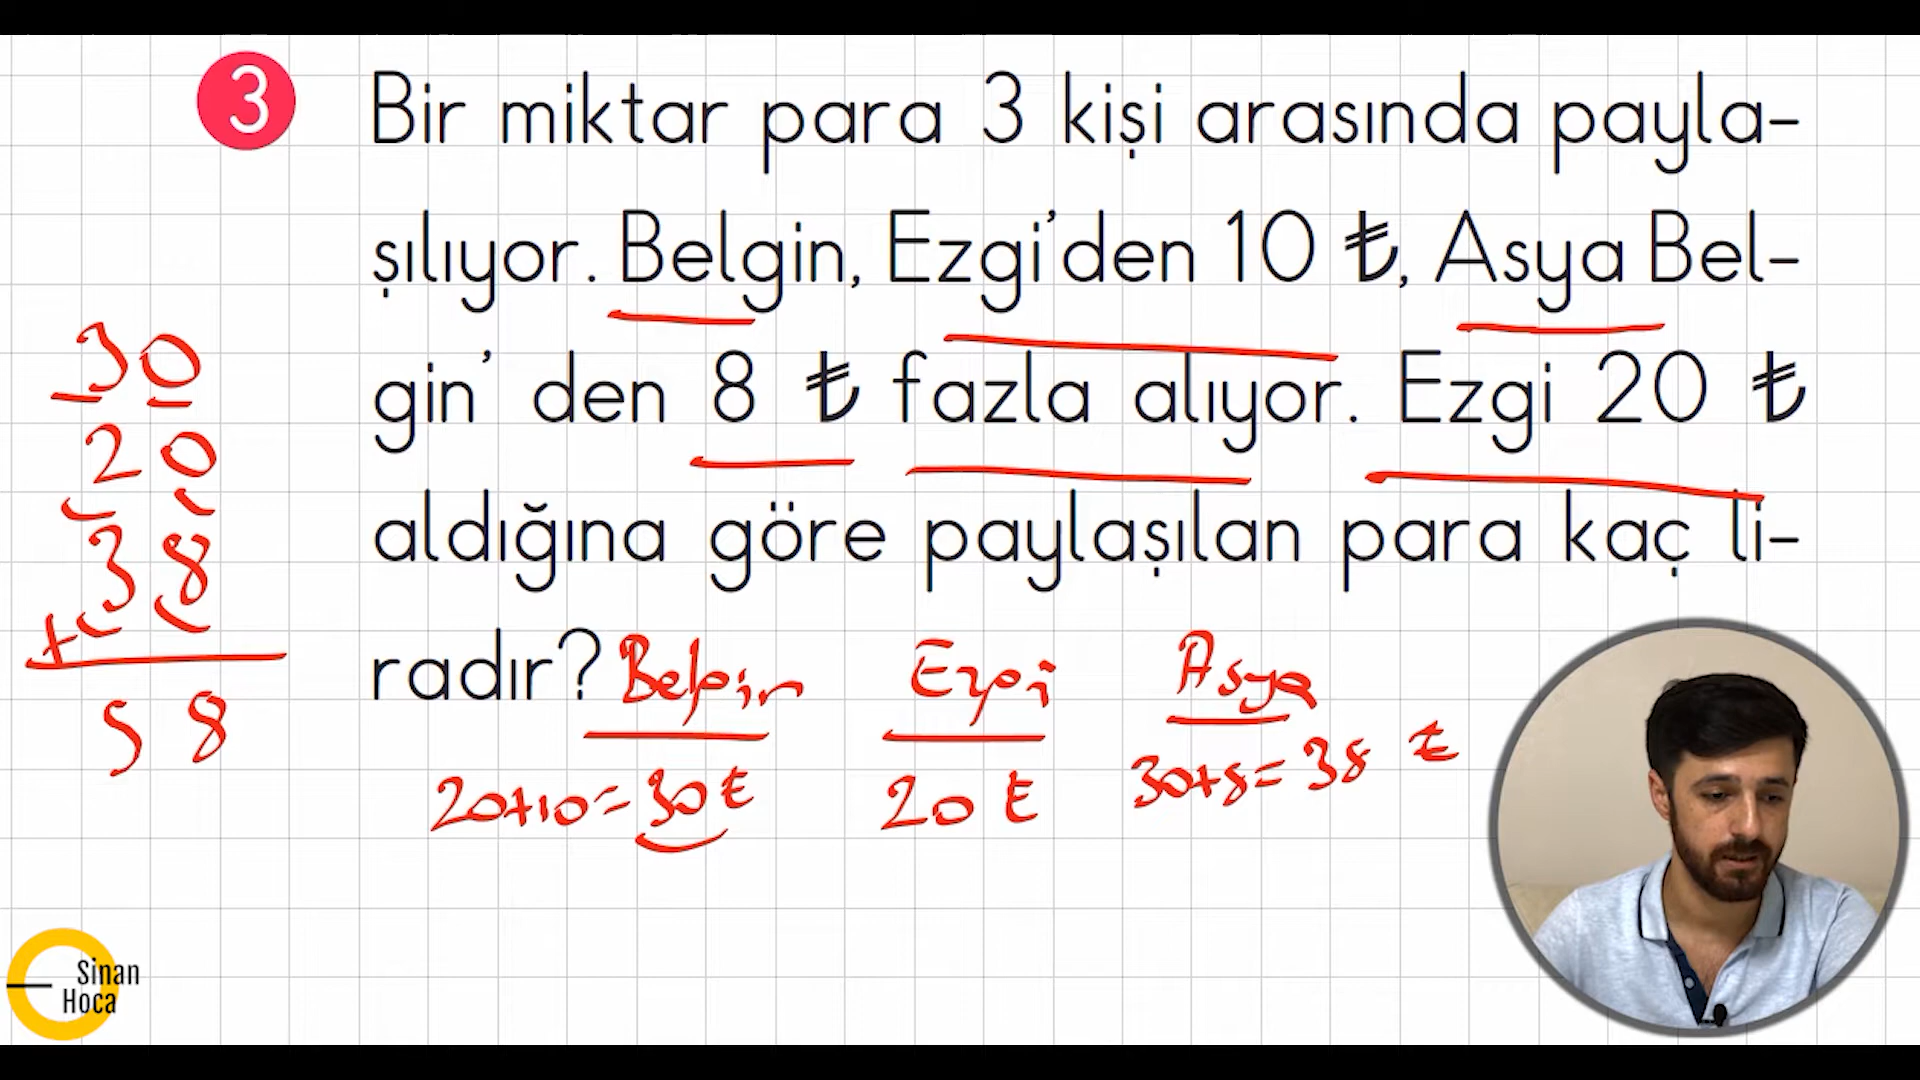 3 Bir miktar para 3 kişi arasında payla-
şılıyor. Belgin, Ezgi'den 10 ₺, Asya Bel-
gin' den 8 ₺ fazla alıyor. Ezgi 20 ₺
aldığına göre paylaşılan para kaç li-
radır?
30
20
38
+
58
Belgin Ezgi Asya
20+10=30 ₺ 20 ₺ 30+8=38 ₺
Sinan
Hoca